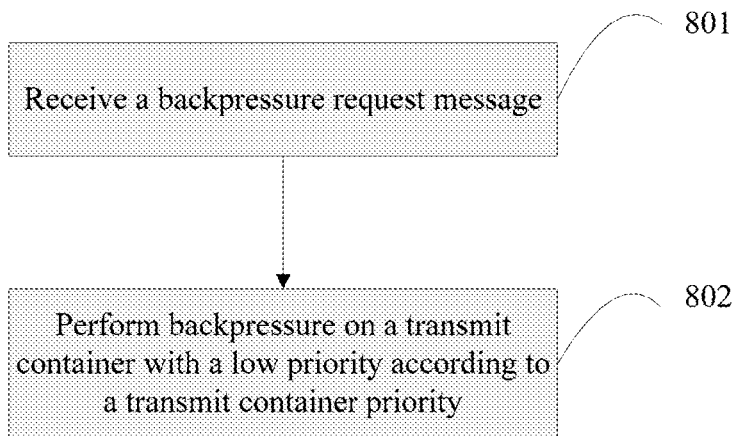 801
Receive a backpressure request message
802
Perform backpressure on a transmit
container with a low priority according to
a transmit container priority